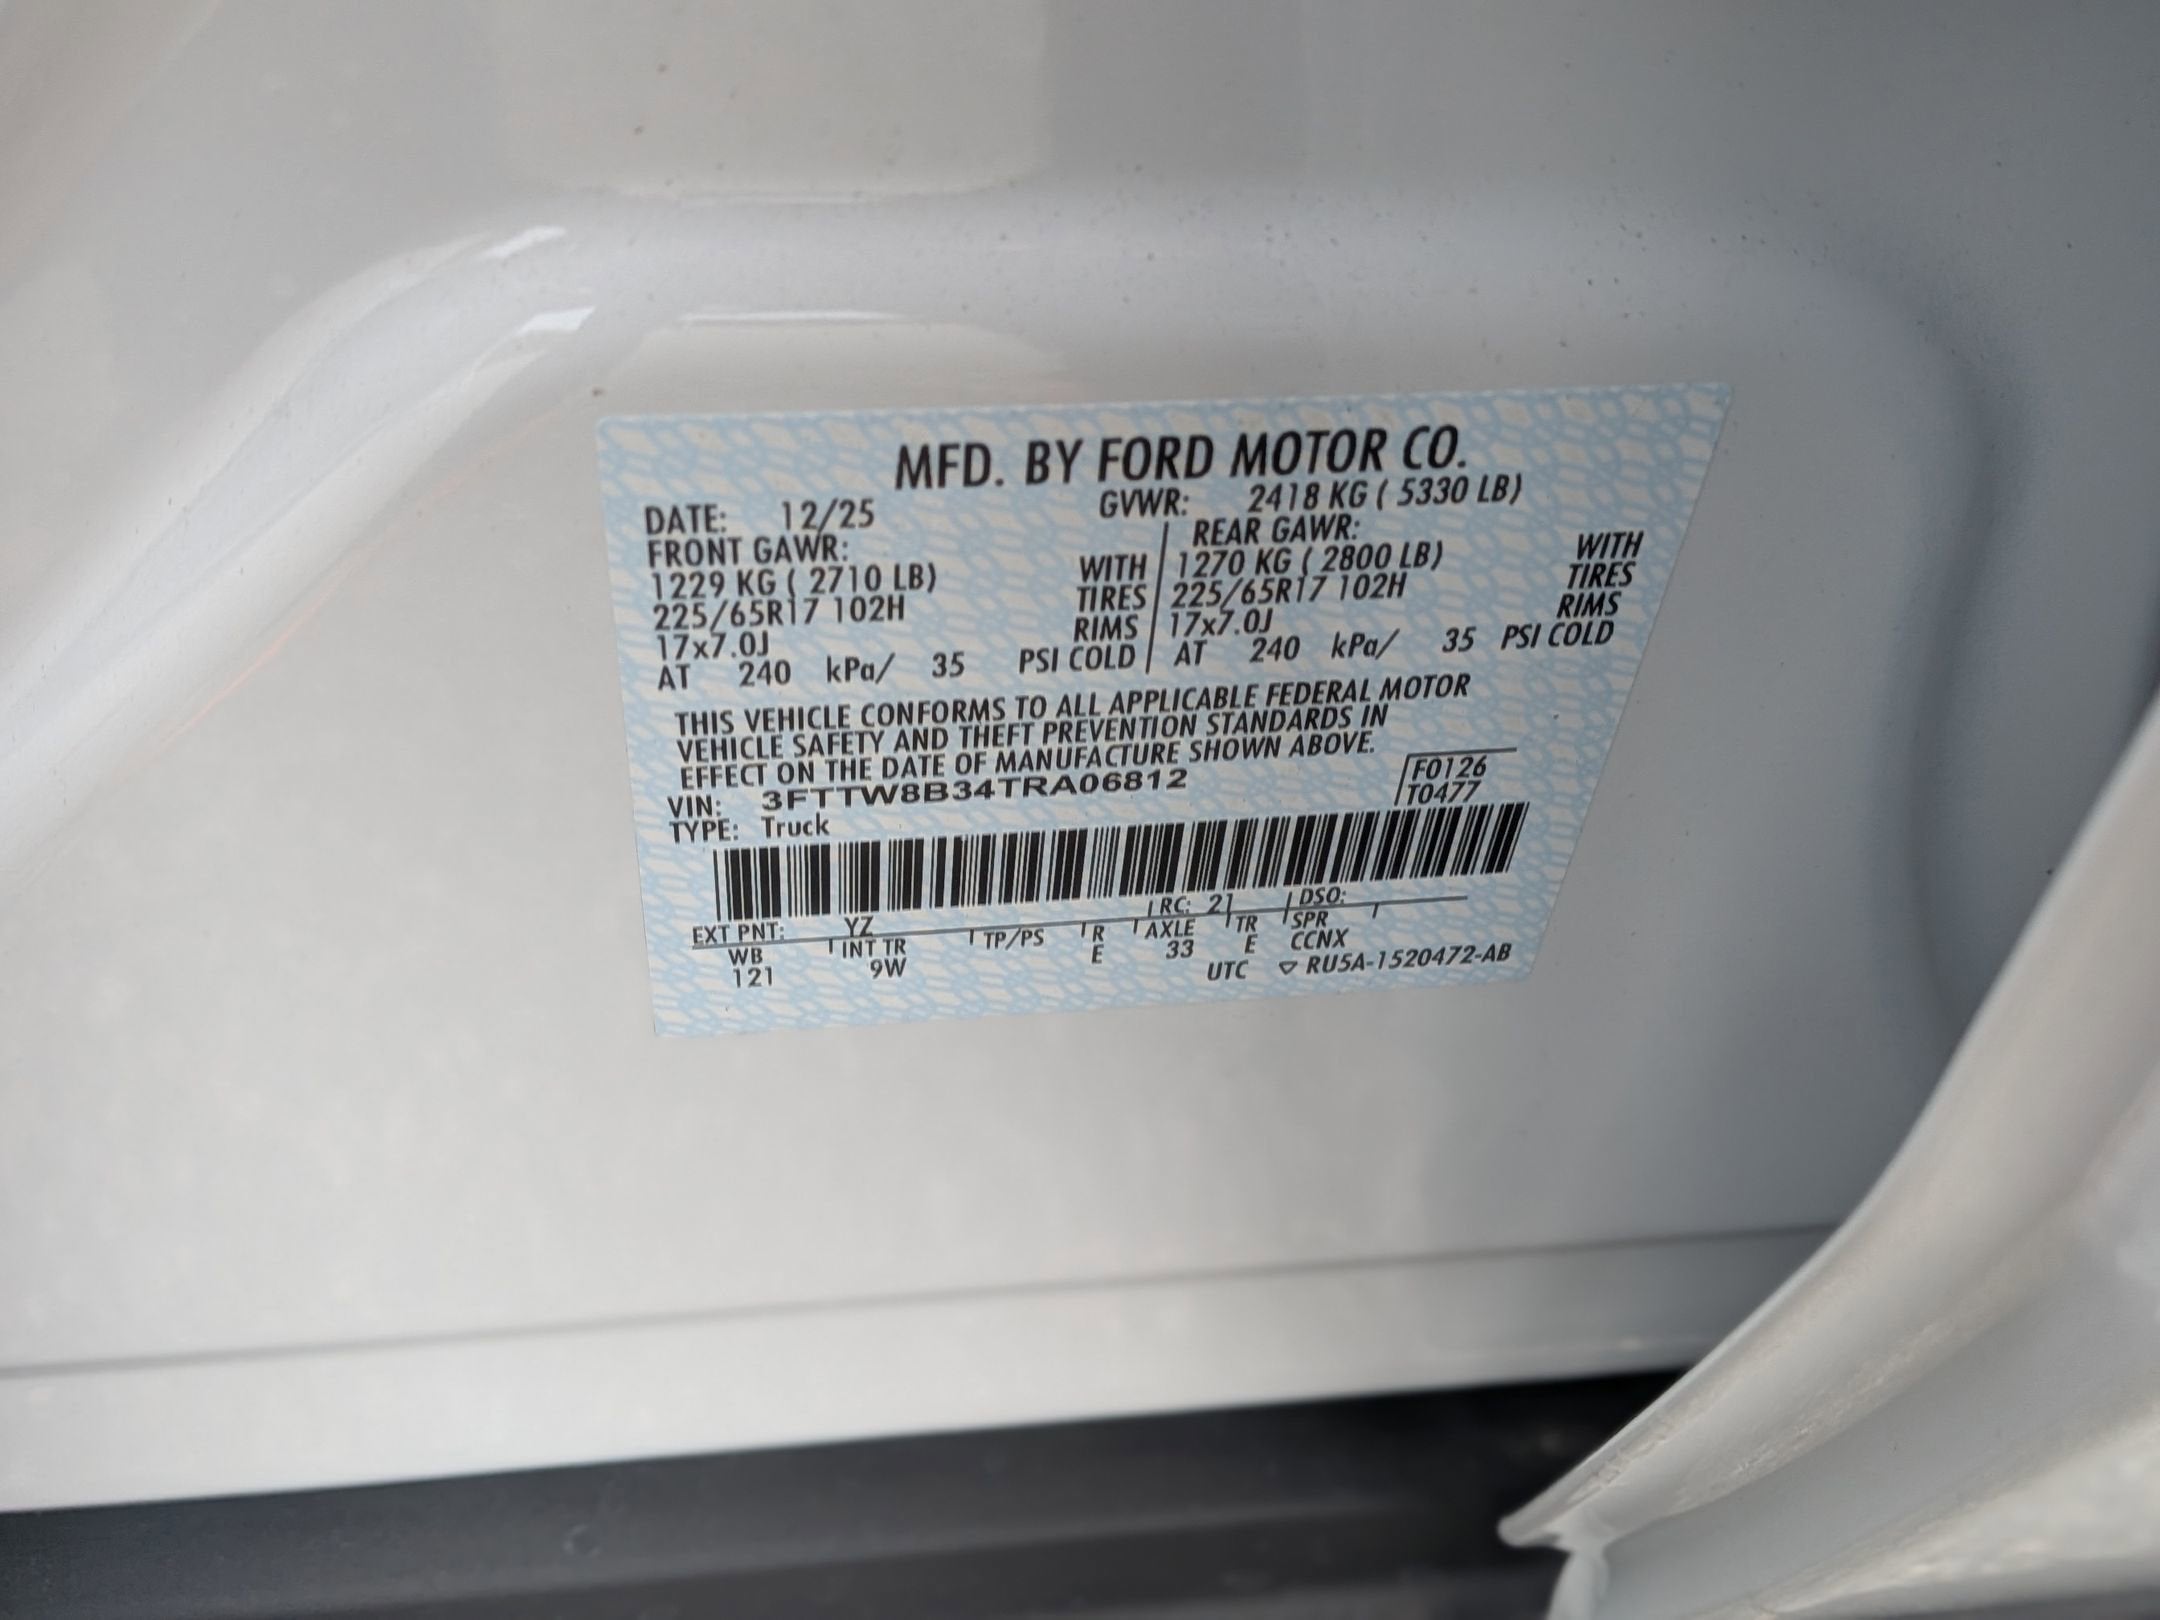 MFD. BY FORD MOTOR CO.
DATE: 12/25 GVWR: 2418 KG ( 5330 LB)
FRONT GAWR: REAR GAWR:
1229 KG ( 2710 LB) WITH 1270 KG ( 2800 LB) WITH
225/65R17 102H TIRES 225/65R17 102H TIRES
17x7.0J RIMS 17x7.0J RIMS
AT 240 kPa/ 35 PSI COLD AT 240 kPa/ 35 PSI COLD
THIS VEHICLE CONFORMS TO ALL APPLICABLE FEDERAL MOTOR
VEHICLE SAFETY AND THEFT PREVENTION STANDARDS IN
EFFECT ON THE DATE OF MANUFACTURE SHOWN ABOVE.
VIN: 3FTTW8B34TRA06812 F0126
TYPE: Truck T0477
EXT PNT: YZ RC: 21 DSO:
WB INT TR TP/PS R AXLE TR SPR
121 9W E 33 E CCNX
UTC ▽ RU5A-1520472-AB